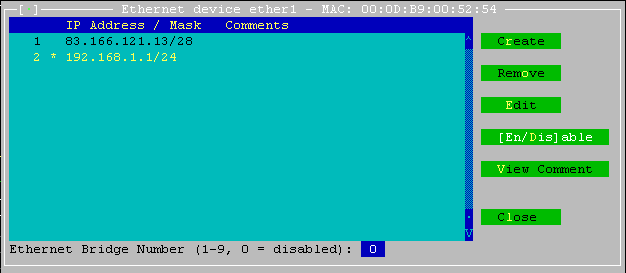 [ ] Ethernet device ether1 - MAC: 00:0D:B9:00:52:54
IP Address / Mask Comments
1 83.166.121.13/28
2 * 192.168.1.1/24
Create
Remove
Edit
[En/Dis]able
View Comment
Close
Ethernet Bridge Number (1-9, 0 = disabled): 0